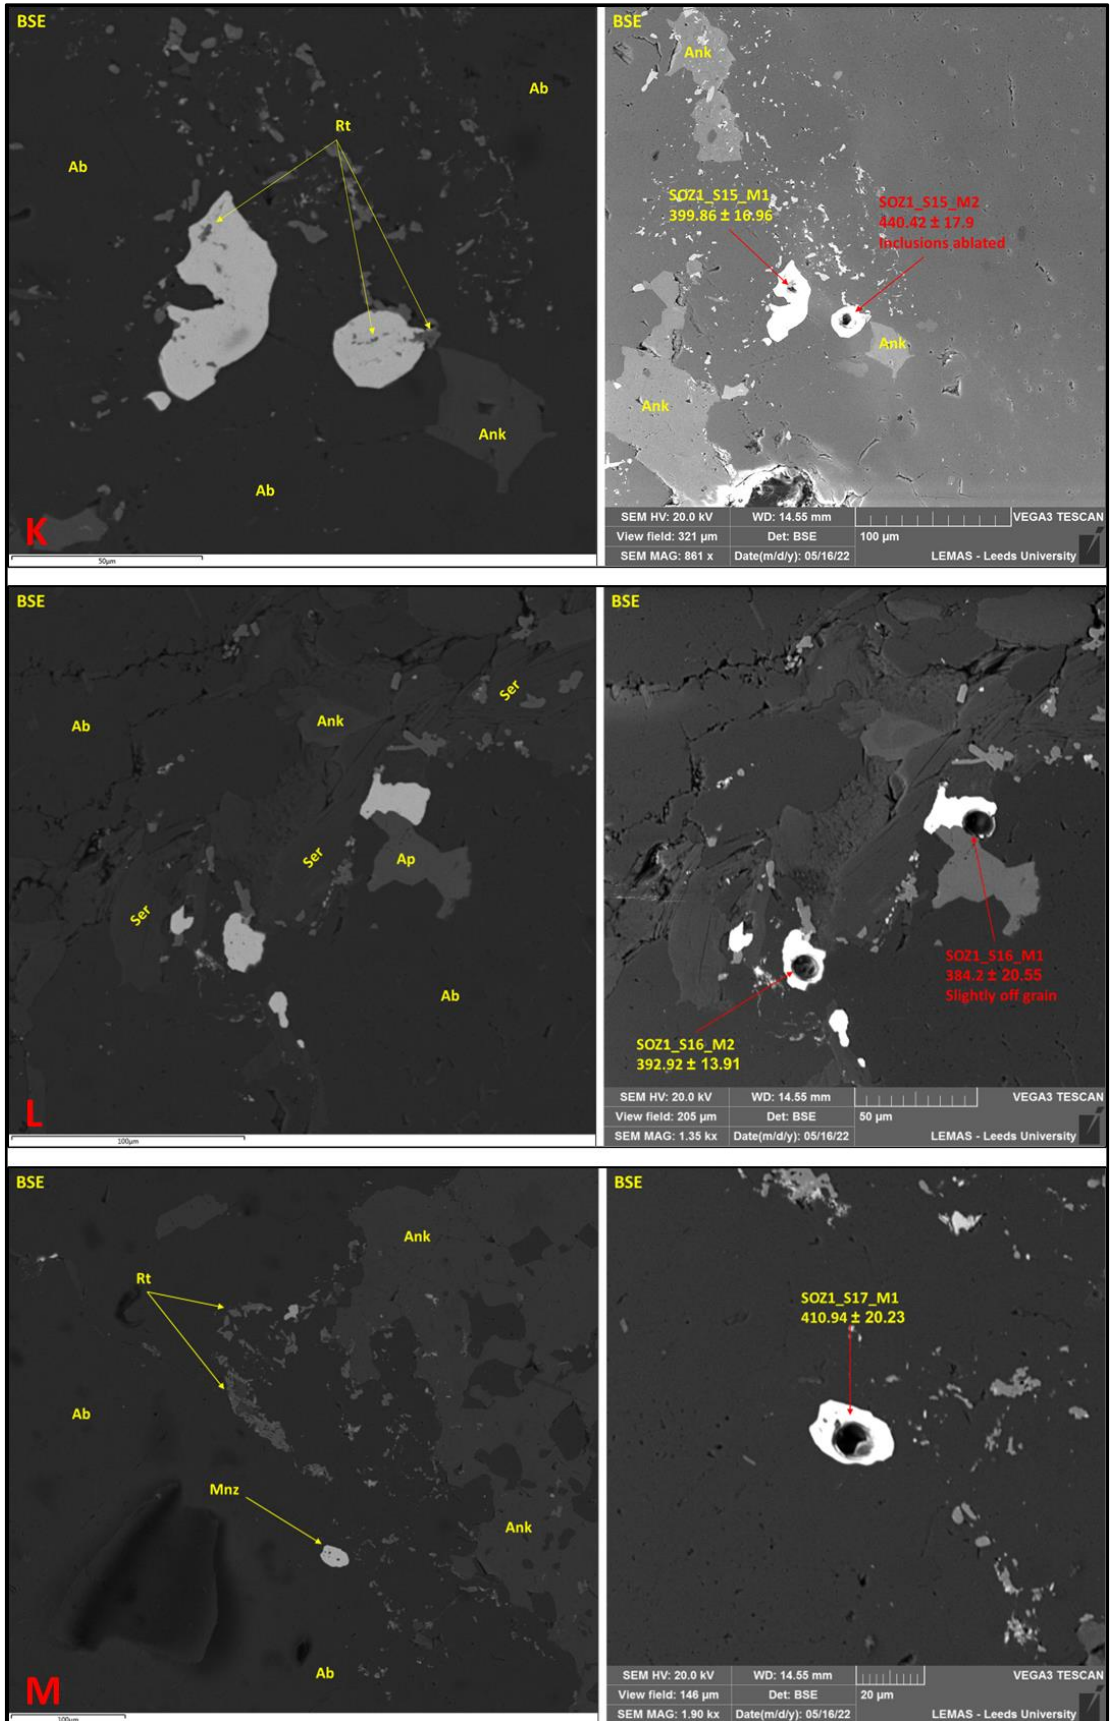 BSE
Ab
Rt
Ab
Ank
Ab
K
50µm
BSE
Ank
SOZ1_S15_M1
399.86 ± 16.96
SOZ1_S15_M2
440.42 ± 17.9
Inclusions ablated
Ank
Ank
SEM HV: 20.0 kV WD: 14.55 mm VEGA3 TESCAN
View field: 321 µm Det: BSE 100 µm
SEM MAG: 861 x Date(m/d/y): 05/16/22 LEMAS - Leeds University
BSE
Ser
Ab
Ank
Ap
Ser
Ser
Ab
L
100µm
BSE
SOZ1_S16_M1
384.2 ± 20.55
Slightly off grain
SOZ1_S16_M2
392.92 ± 13.91
SEM HV: 20.0 kV WD: 14.55 mm VEGA3 TESCAN
View field: 205 µm Det: BSE 50 µm
SEM MAG: 1.35 kx Date(m/d/y): 05/16/22 LEMAS - Leeds University
BSE
Ank
Rt
Ab
Mnz
Ank
Ab
M
100µm
BSE
SOZ1_S17_M1
410.94 ± 20.23
SEM HV: 20.0 kV WD: 14.55 mm VEGA3 TESCAN
View field: 146 µm Det: BSE 20 µm
SEM MAG: 1.90 kx Date(m/d/y): 05/16/22 LEMAS - Leeds University